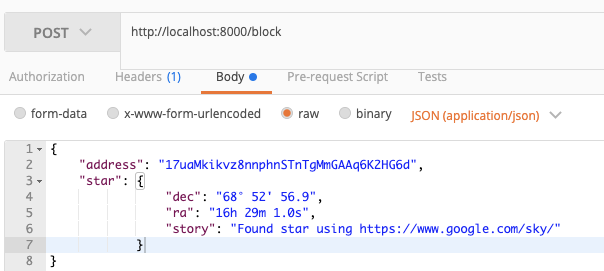 POST http://localhost:8000/block
Authorization Headers (1) Body Pre-request Script Tests
form-data x-www-form-urlencoded raw binary JSON (application/json)
1 {
2 "address": "17uaMkikvz8nnphnSTnTgMmGAAq6K2HG6d",
3 "star": {
4 "dec": "68° 52' 56.9",
5 "ra": "16h 29m 1.0s",
6 "story": "Found star using https://www.google.com/sky/"
7 }
8 }